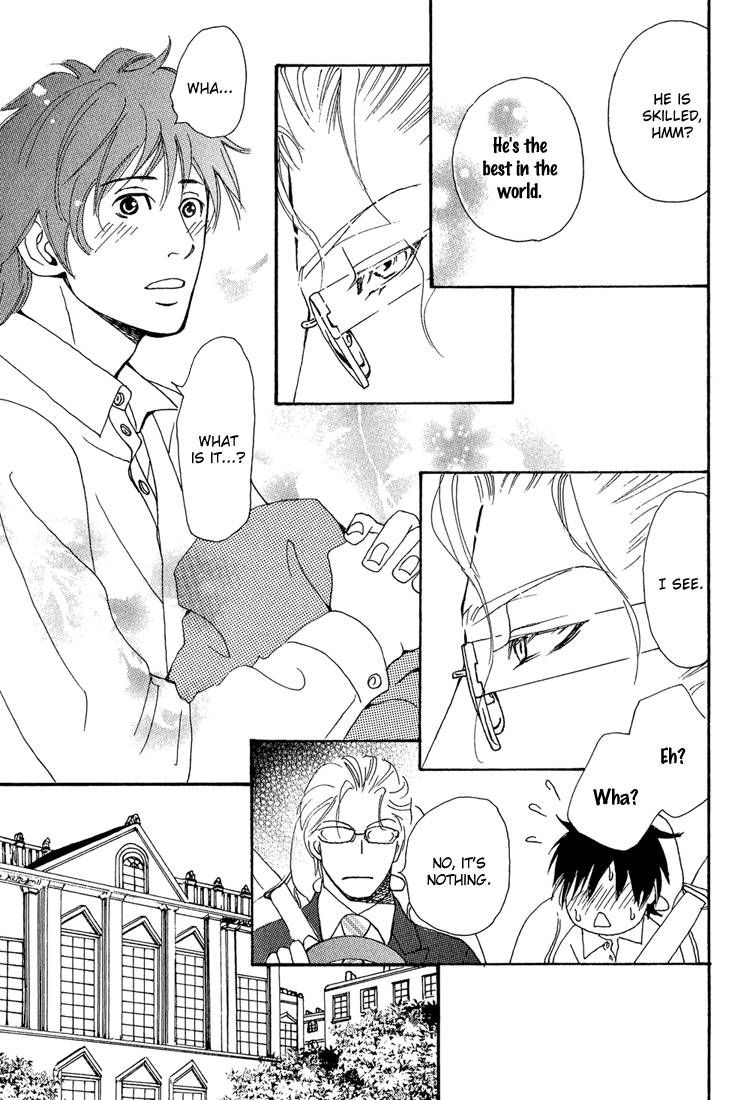 HE IS
SKILLED,
HMM?
He's the
best in the
world.
WHA...
WHAT
IS IT...?
I SEE.
Eh?
Wha?
NO, IT'S
NOTHING.